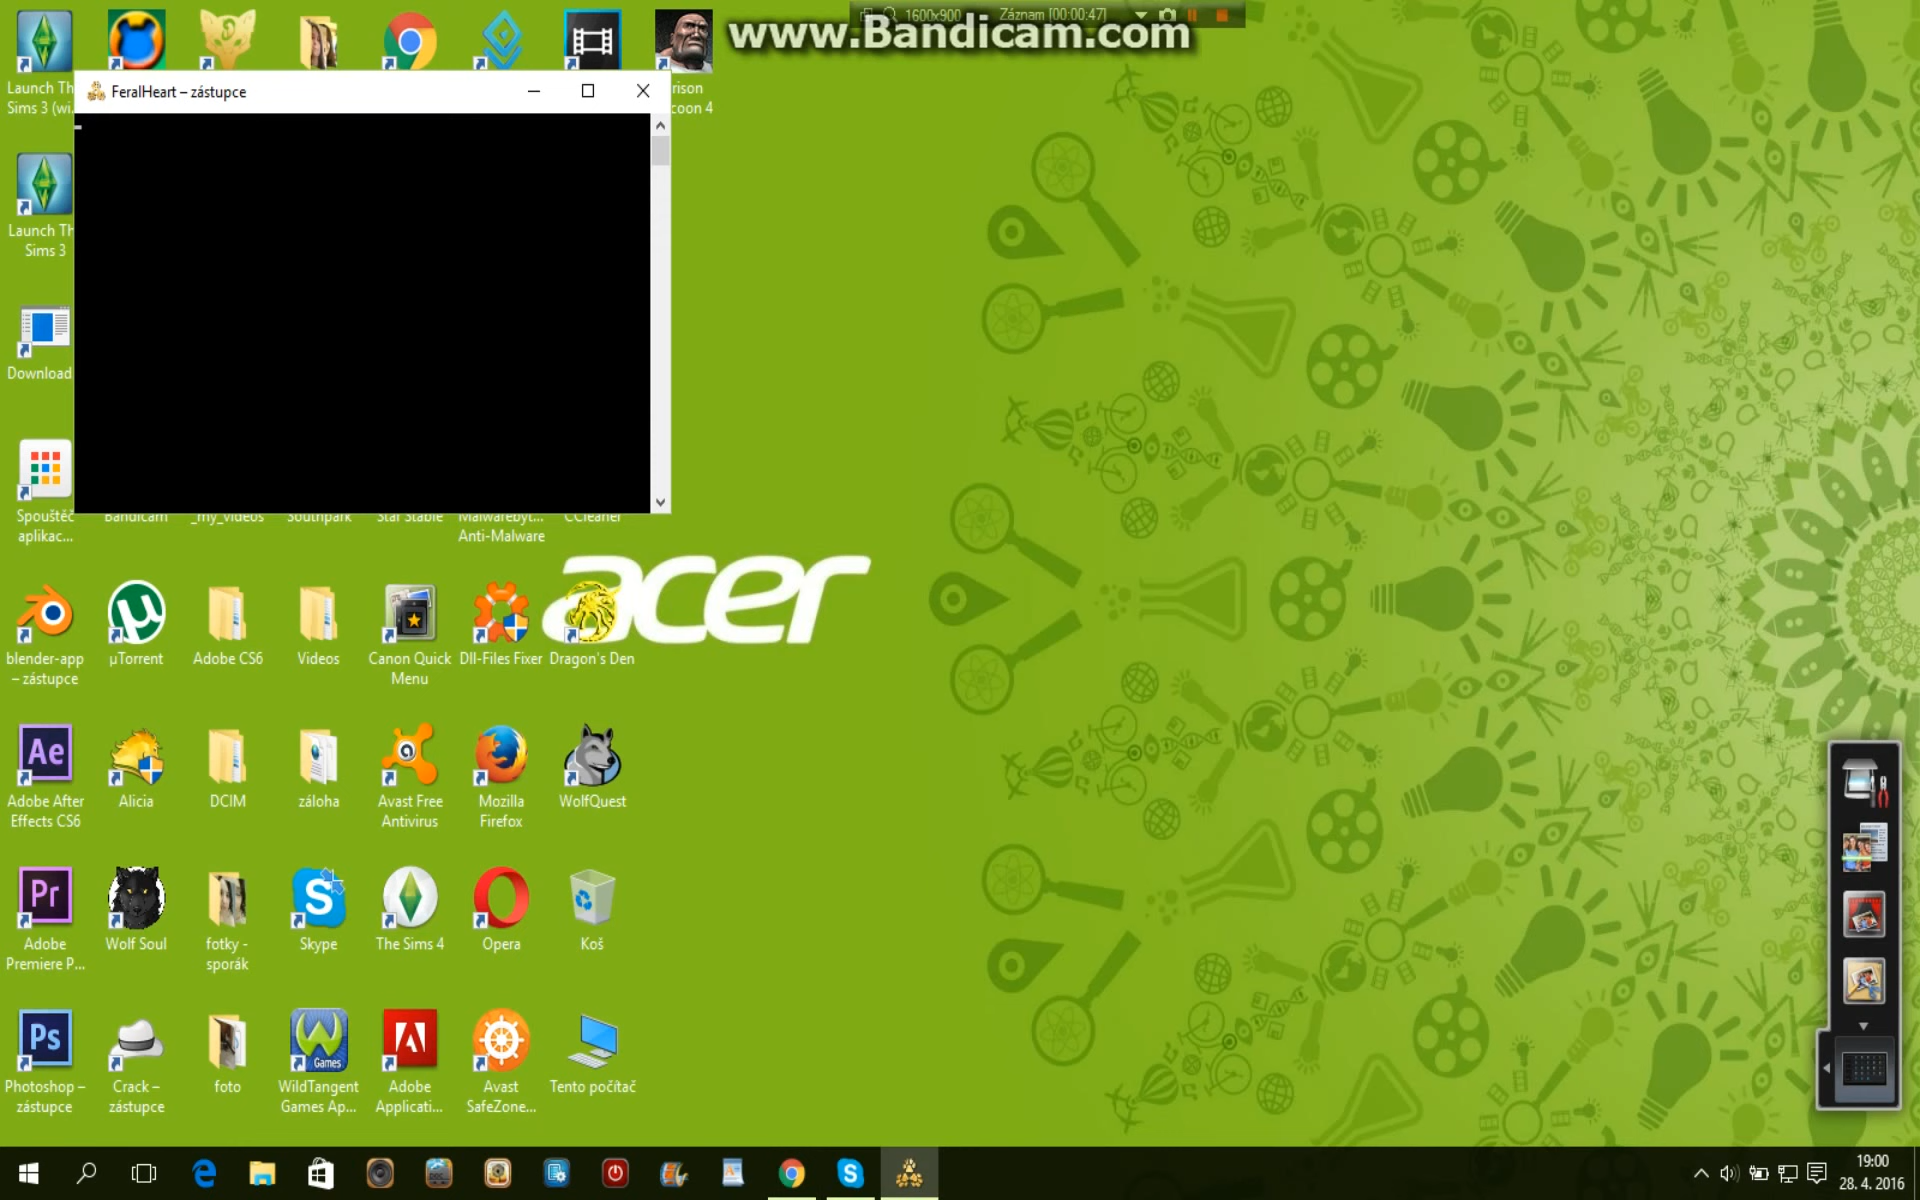 1600x900
Záznam [00:00:47]
www.Bandicam.com
Launch Th
Sims 3 (wi.
rison
coon 4
FeralHeart – zástupce
Launch Th
Sims 3
Download
Spouštěč
aplikac...
Bandicam
_my_videos
Southpark
Star Stable
Malwarebyt...
Anti-Malware
CCleaner
acer
blender-app
– zástupce
µTorrent
Adobe CS6
Videos
Canon Quick
Menu
Dll-Files Fixer
Dragon's Den
Ae
Adobe After
Effects CS6
Alicia
DCIM
záloha
Avast Free
Antivirus
Mozilla
Firefox
WolfQuest
Pr
Adobe
Premiere P...
Wolf Soul
fotky -
sporák
S
Skype
The Sims 4
Opera
Koš
Ps
Photoshop –
zástupce
Crack –
zástupce
foto
W
Games
WildTangent
Games Ap...
Adobe
Applicati...
Avast
SafeZone...
Tento počítač
19:00
28. 4. 2016